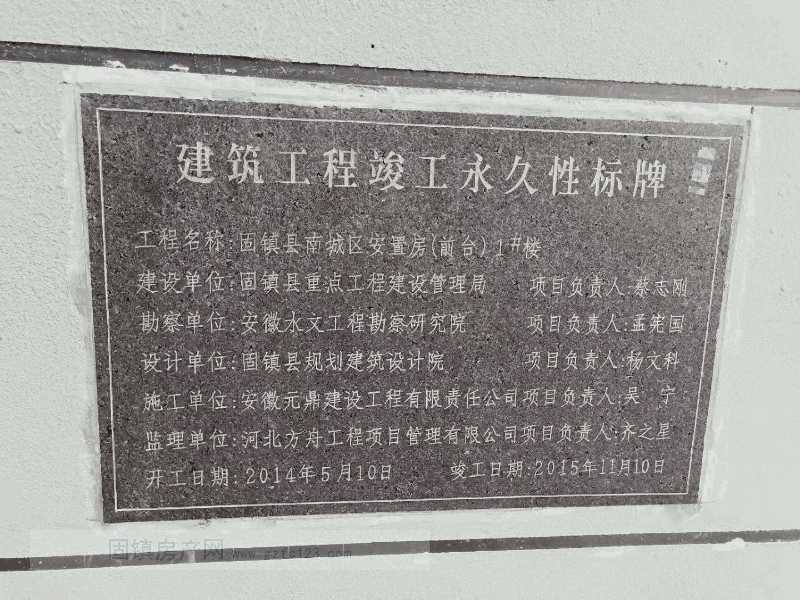 建筑工程竣工永久性标牌
工程名称:固镇县南城区安置房(前台)1#楼
建设单位:固镇县重点工程建设管理局 项目负责人:蔡志刚
勘察单位:安徽水文工程勘察研究院 项目负责人:孟宪国
设计单位:固镇县规划建筑设计院 项目负责人:杨文科
施工单位:安徽元鼎建设工程有限责任公司项目负责人:吴 宁
监理单位:河北方舟工程项目管理有限公司项目负责人:齐之星
开工日期:2014年5月10日 竣工日期:2015年11月10日
固镇房产网